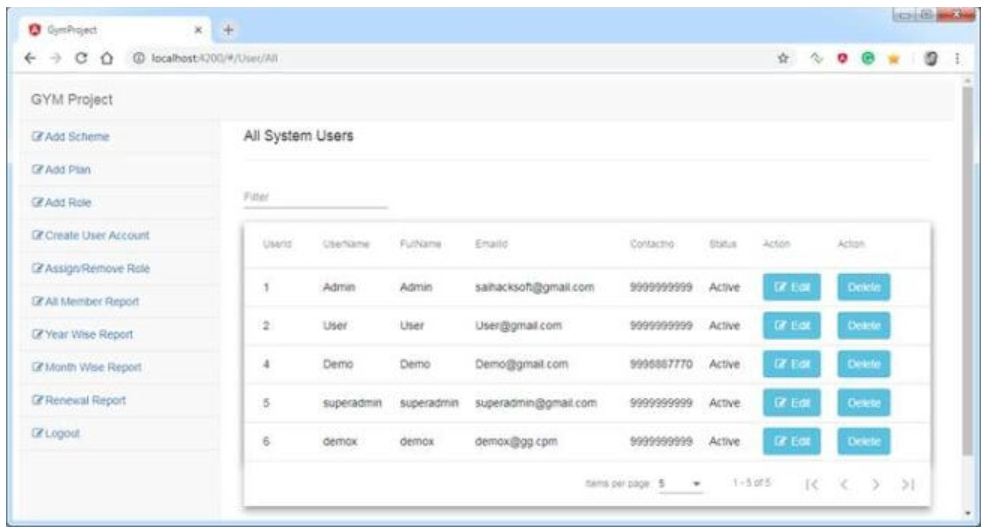 GymProject
localhost:4200/#/User/All
GYM Project
Add Scheme
Add Plan
Add Role
Create User Account
Assign/Remove Role
All Member Report
Year Wise Report
Month Wise Report
Renewal Report
Logout
All System Users
Filter
UserId UserName FullName EmailId Contactno Status Action Action
1 Admin Admin saihacksoft@gmail.com 9999999999 Active Edit Delete
2 User User User@gmail.com 9999999999 Active Edit Delete
4 Demo Demo Demo@gmail.com 9996887770 Active Edit Delete
5 superadmin superadmin superadmin@gmail.com 9999999999 Active Edit Delete
6 demox demox demox@gg.cpm 9999999999 Active Edit Delete
Items per page: 5 1 - 5 of 5